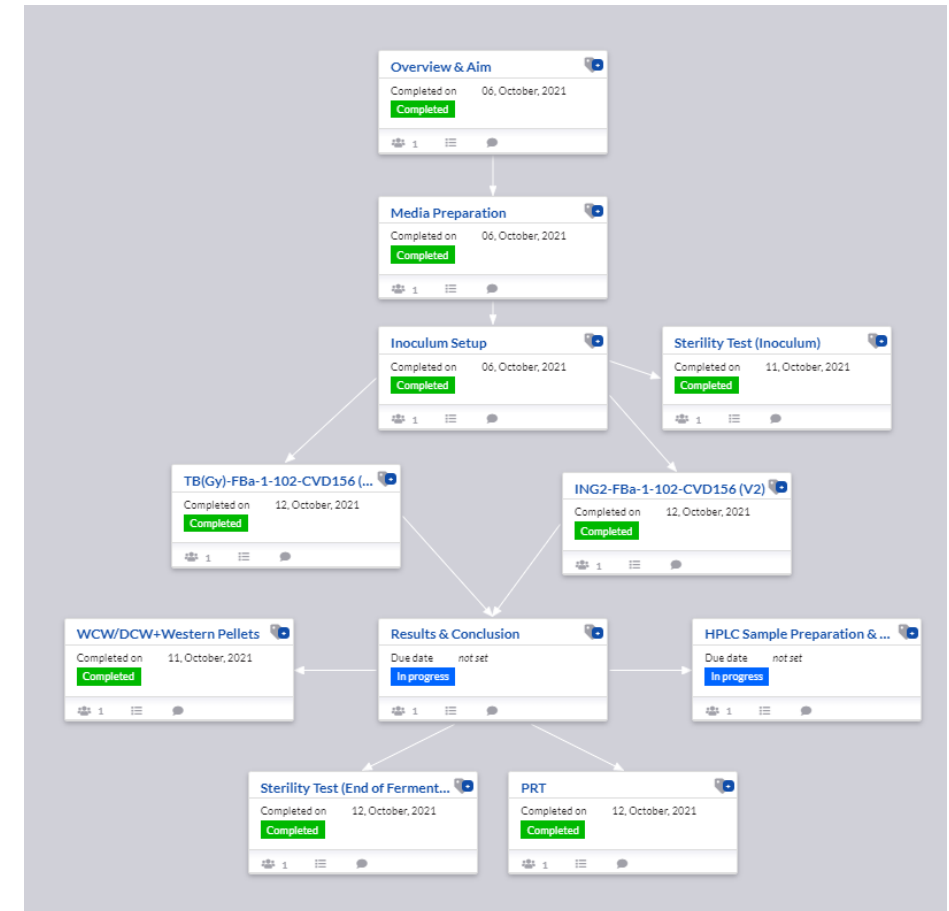 Overview & Aim
Completed on 06, October, 2021
Completed
1
Media Preparation
Completed on 06, October, 2021
Completed
1
Inoculum Setup
Completed on 06, October, 2021
Completed
1
Sterility Test (Inoculum)
Completed on 11, October, 2021
Completed
1
TB(Gy)-FBa-1-102-CVD156 (...
Completed on 12, October, 2021
Completed
1
ING2-FBa-1-102-CVD156 (V2)
Completed on 12, October, 2021
Completed
1
WCW/DCW+Western Pellets
Completed on 11, October, 2021
Completed
1
Results & Conclusion
Due date not set
In progress
1
HPLC Sample Preparation & ...
Due date not set
In progress
1
Sterility Test (End of Ferment...
Completed on 12, October, 2021
Completed
1
PRT
Completed on 12, October, 2021
Completed
1